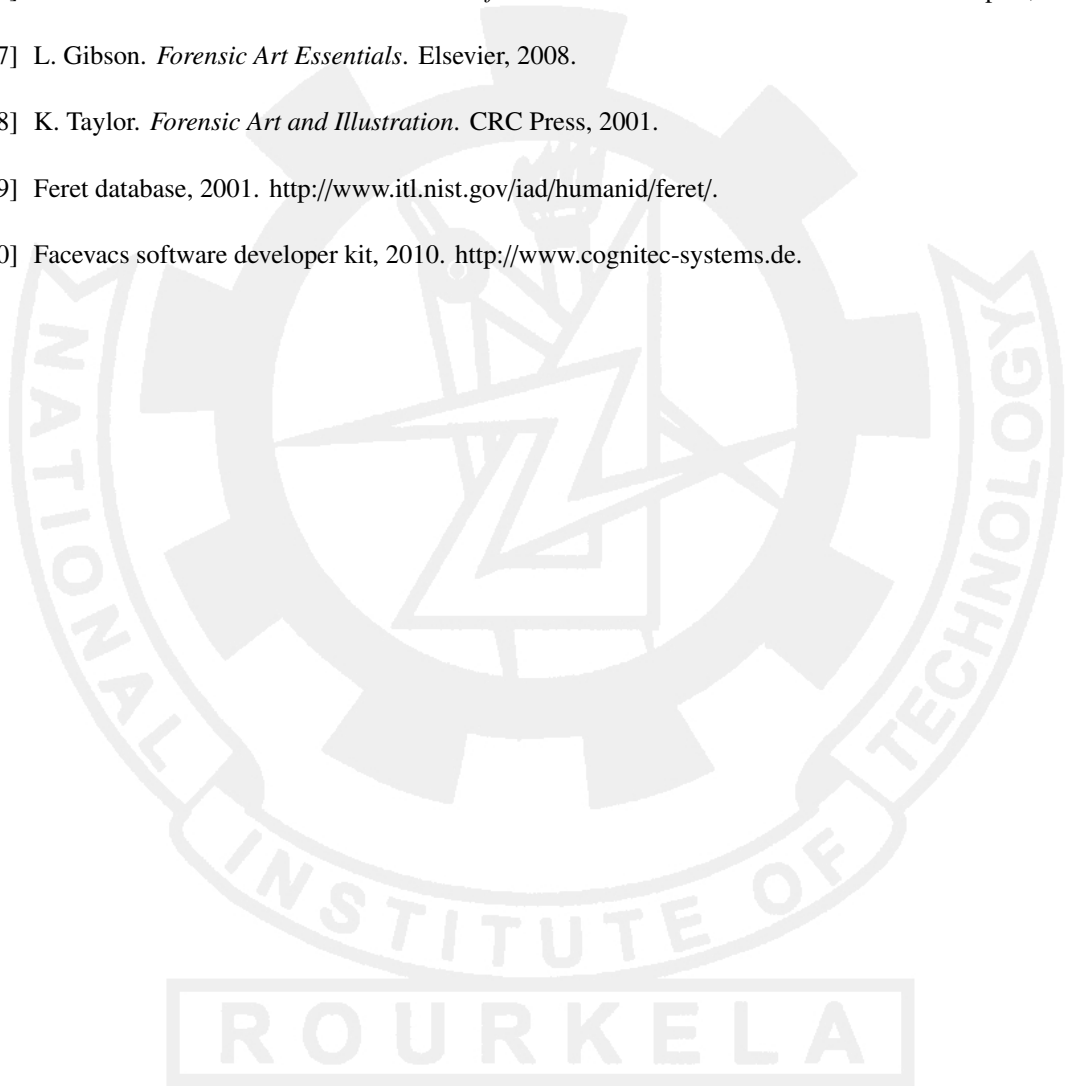 7] L. Gibson. Forensic Art Essentials. Elsevier, 2008.
8] K. Taylor. Forensic Art and Illustration. CRC Press, 2001.
9] Feret database, 2001. http://www.itl.nist.gov/iad/humanid/feret/.
0] Facevacs software developer kit, 2010. http://www.cognitec-systems.de.
NATIONAL INSTITUTE OF TECHNOLOGY
ROURKELA